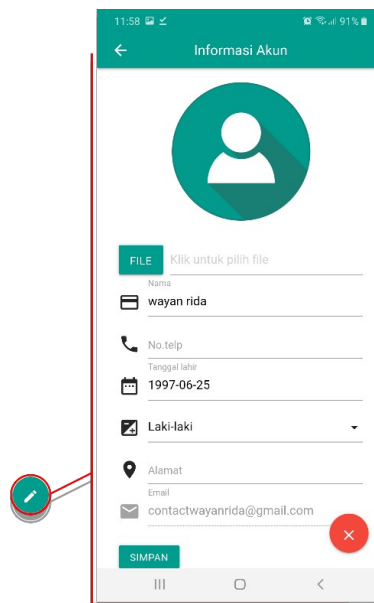 11:58 91%
Informasi Akun
FILE Klik untuk pilih file
Nama
wayan rida
No.telp
Tanggal lahir
1997-06-25
Laki-laki
Alamat
Email
contactwayanrida@gmail.com
SIMPAN